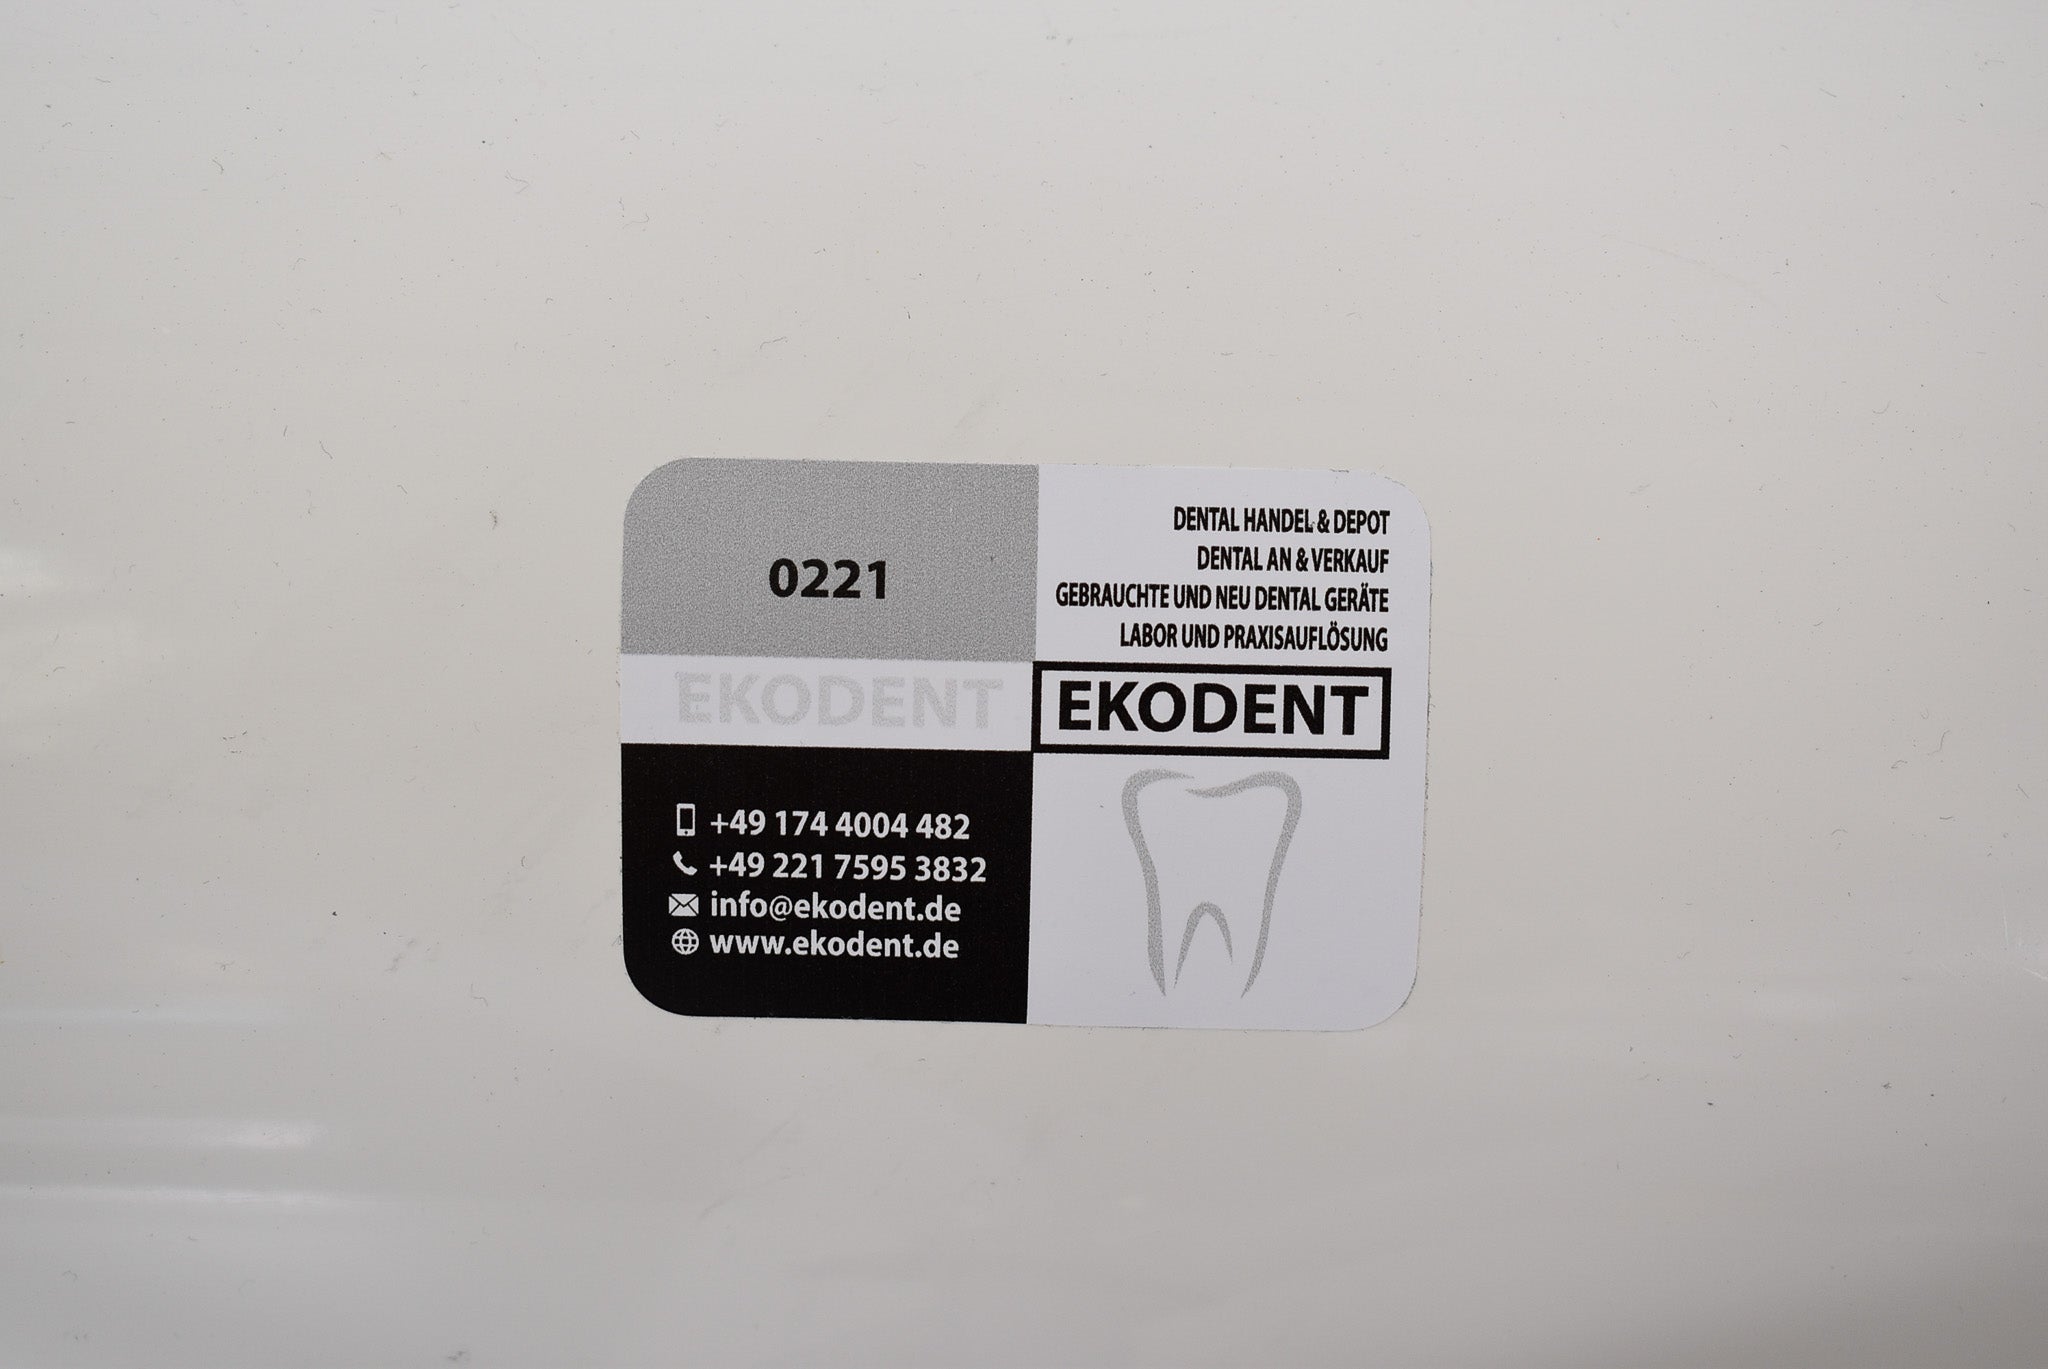 0221
EKODENT
+49 174 4004 482
+49 221 7595 3832
info@ekodent.de
www.ekodent.de
DENTAL HANDEL & DEPOT
DENTAL AN & VERKAUF
GEBRAUCHTE UND NEU DENTAL GERÄTE
LABOR UND PRAXISAUFLÖSUNG
EKODENT